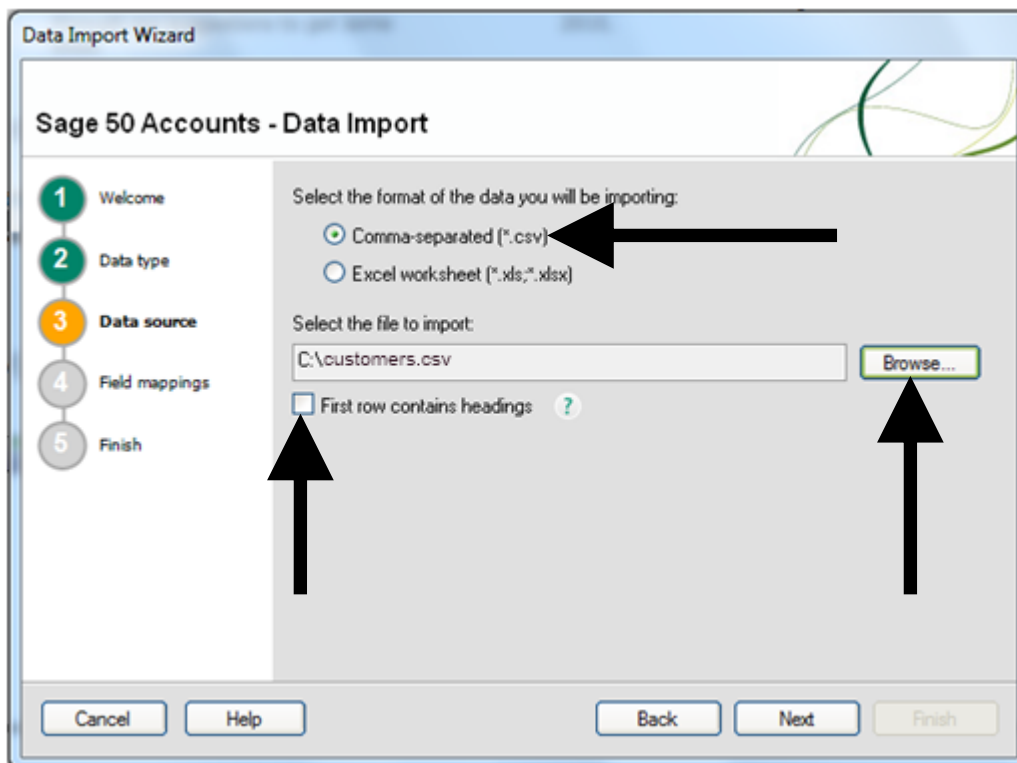 Data Import Wizard
Sage 50 Accounts - Data Import
1 Welcome
2 Data type
3 Data source
4 Field mappings
5 Finish
Select the format of the data you will be importing:
Comma-separated (*.csv)
Excel worksheet (*.xls;*.xlsx)
Select the file to import:
C:\customers.csv
Browse...
First row contains headings ?
Cancel Help Back Next Finish